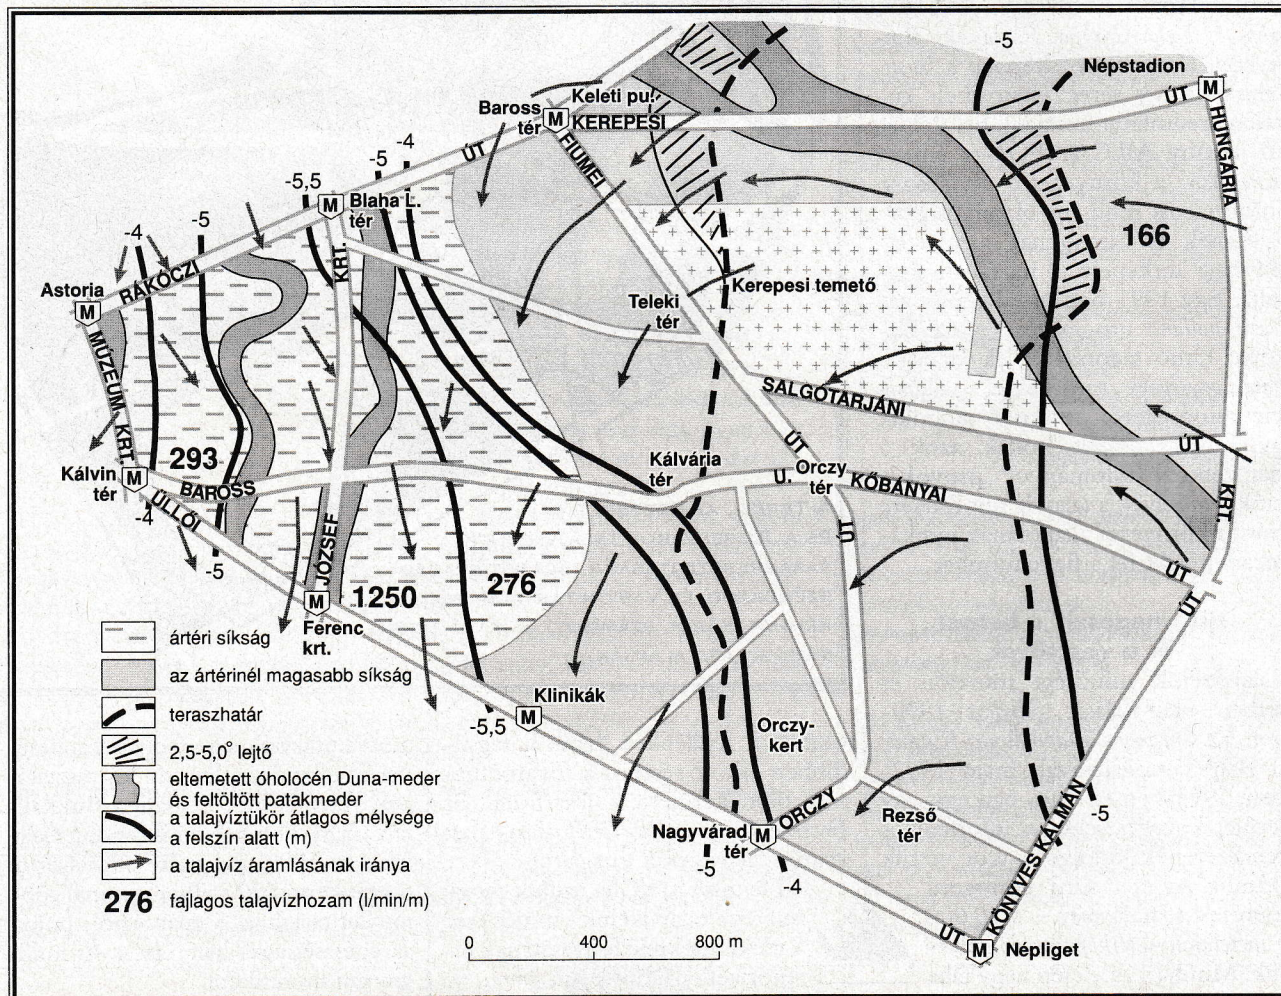 -5
Népstadion
M
ÚT
Keleti pu.
Baross
tér
M
KEREPESI
ÚT
FIUMEI
HUNGÁRIA
-4
-5
-5,5
M
Blaha L.
tér
KRT.
-5
-4
166
Astoria
M
RÁKÓCZI
Teleki
tér
Kerepesi temető
MÚZEUM KRT.
SALGÓTARJÁNI
ÚT
ÚT
293
Kálvin
tér
M
BAROSS
Kálvária
tér
U.
Orczy
tér
KŐBÁNYAI
KRT.
-4
ÜLLŐI
ÚT
ÚT
ÚT
-5
JÓZSEF
1250
276
M
Ferenc
krt.
Klinikák
M
-5,5
Orczy-
kert
Nagyvárad
tér
M
ORCZY
Rezső
tér
KÖNYVES KÁLMÁN
-5
-5
-4
ÚT
M
Népliget
ártéri síkság
az ártérinél magasabb síkság
teraszhatár
2,5-5,0° lejtő
eltemetett óholocén Duna-meder
és feltöltött patakmeder
a talajvíztükör átlagos mélysége
a felszín alatt (m)
a talajvíz áramlásának iránya
276 fajlagos talajvízhozam (l/min/m)
0 400 800 m